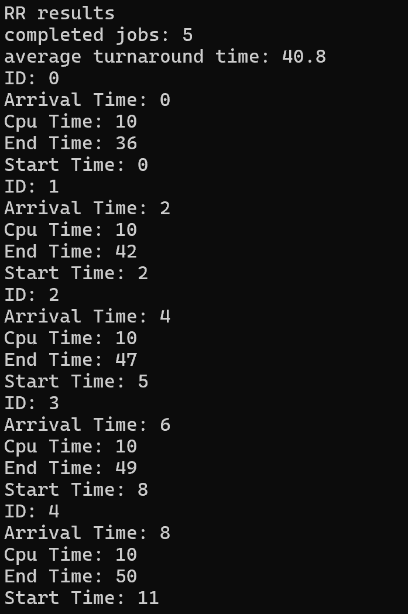 RR results
completed jobs: 5
average turnaround time: 40.8
ID: 0
Arrival Time: 0
Cpu Time: 10
End Time: 36
Start Time: 0
ID: 1
Arrival Time: 2
Cpu Time: 10
End Time: 42
Start Time: 2
ID: 2
Arrival Time: 4
Cpu Time: 10
End Time: 47
Start Time: 5
ID: 3
Arrival Time: 6
Cpu Time: 10
End Time: 49
Start Time: 8
ID: 4
Arrival Time: 8
Cpu Time: 10
End Time: 50
Start Time: 11